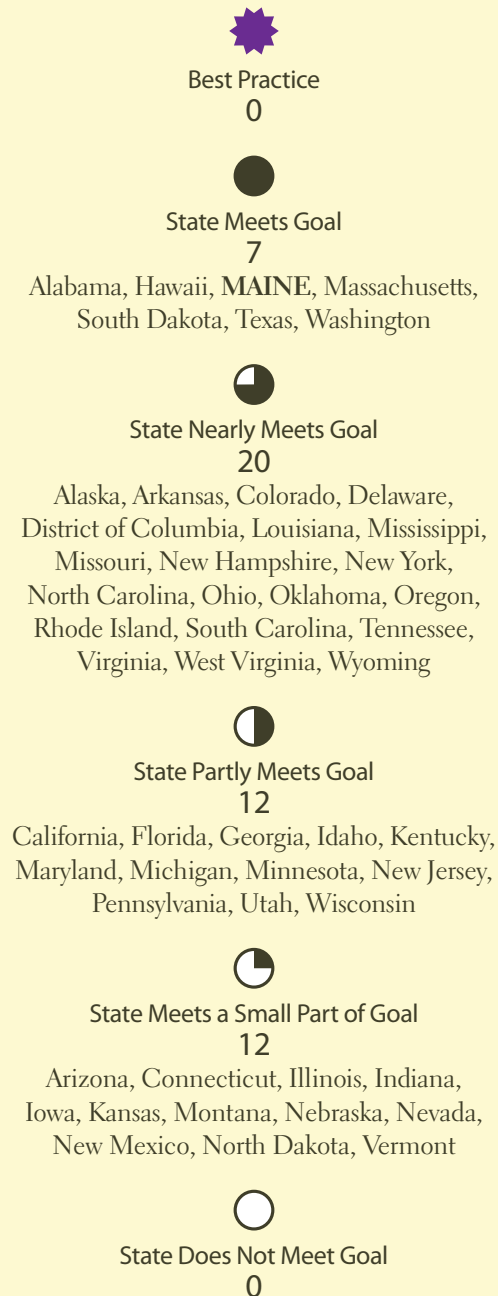 Best Practice
0
State Meets Goal
7
Alabama, Hawaii, MAINE, Massachusetts,
South Dakota, Texas, Washington
State Nearly Meets Goal
20
Alaska, Arkansas, Colorado, Delaware,
District of Columbia, Louisiana, Mississippi,
Missouri, New Hampshire, New York,
North Carolina, Ohio, Oklahoma, Oregon,
Rhode Island, South Carolina, Tennessee,
Virginia, West Virginia, Wyoming
State Partly Meets Goal
12
California, Florida, Georgia, Idaho, Kentucky,
Maryland, Michigan, Minnesota, New Jersey,
Pennsylvania, Utah, Wisconsin
State Meets a Small Part of Goal
12
Arizona, Connecticut, Illinois, Indiana,
Iowa, Kansas, Montana, Nebraska, Nevada,
New Mexico, North Dakota, Vermont
State Does Not Meet Goal
0